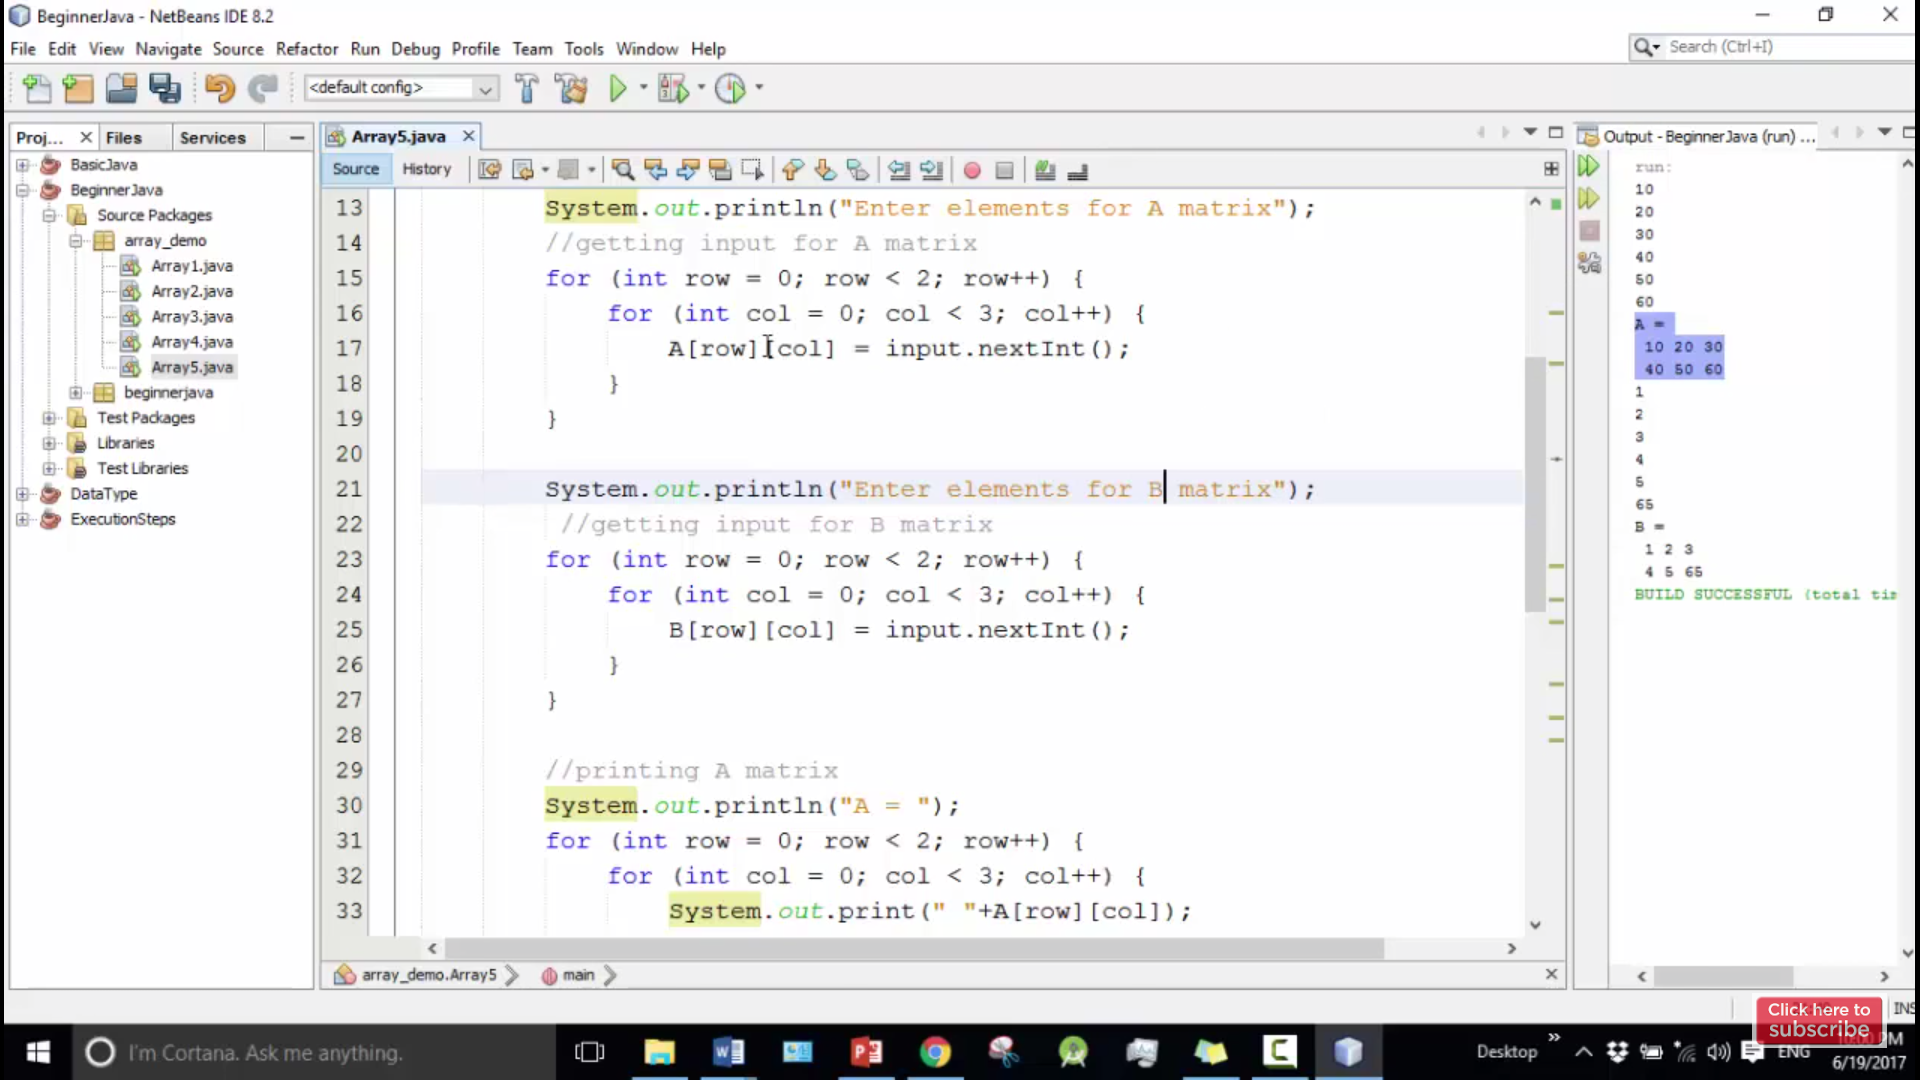 BeginnerJava - NetBeans IDE 8.2
File Edit View Navigate Source Refactor Run Debug Profile Team Tools Window Help
Search (Ctrl+I)
<default config>
Proj... Files Services
BasicJava
BeginnerJava
Source Packages
array_demo
Array1.java
Array2.java
Array3.java
Array4.java
Array5.java
beginnerjava
Test Packages
Libraries
Test Libraries
DataType
ExecutionSteps
Array5.java
Source History
13 System.out.println("Enter elements for A matrix");
14 //getting input for A matrix
15 for (int row = 0; row < 2; row++) {
16 for (int col = 0; col < 3; col++) {
17 A[row][col] = input.nextInt();
18 }
19 }
20
21 System.out.println("Enter elements for B matrix");
22 //getting input for B matrix
23 for (int row = 0; row < 2; row++) {
24 for (int col = 0; col < 3; col++) {
25 B[row][col] = input.nextInt();
26 }
27 }
28
29 //printing A matrix
30 System.out.println("A = ");
31 for (int row = 0; row < 2; row++) {
32 for (int col = 0; col < 3; col++) {
33 System.out.print(" "+A[row][col]);
array_demo.Array5 main
Output - BeginnerJava (run) ...
run:
10
20
30
40
50
60
A =
10 20 30
40 50 60
1
2
3
4
5
65
B =
1 2 3
4 5 65
BUILD SUCCESSFUL (total
INS
Click here to
subscribe
I'm Cortana. Ask me anything.
Desktop
ENG
6/19/2017